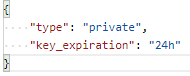 {
    "type": "private",
    "key_expiration": "24h"
}